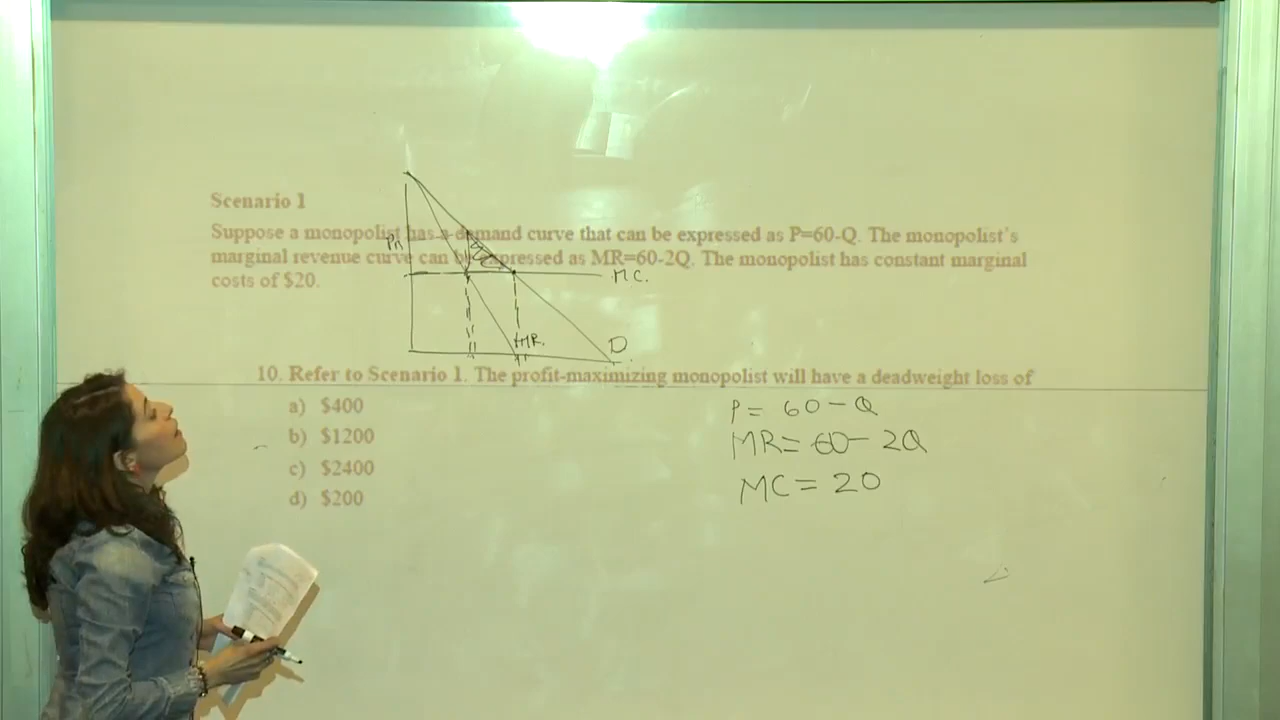 Scenario 1
Suppose a monopolist has a demand curve that can be expressed as P=60-Q. The monopolist's
marginal revenue curve can be expressed as MR=60-2Q. The monopolist has constant marginal
costs of $20.
Pm
MC.
MR.
D
10. Refer to Scenario 1. The profit-maximizing monopolist will have a deadweight loss of
a) $400
b) $1200
c) $2400
d) $200
P = 60 - Q
MR = 60 - 2Q
MC = 20